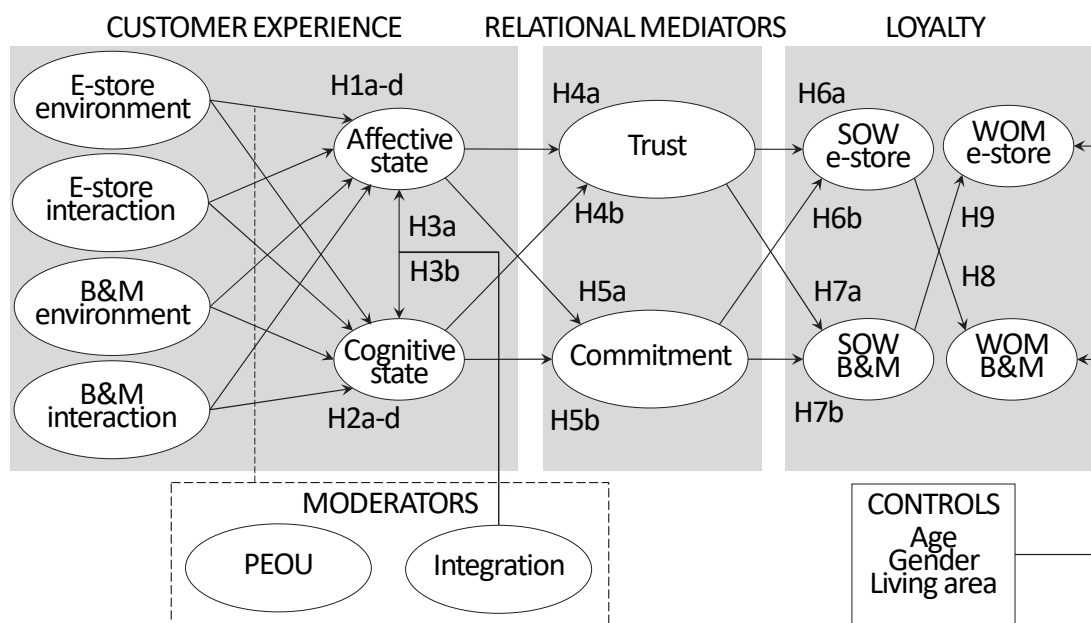 CUSTOMER EXPERIENCE
RELATIONAL MEDIATORS
LOYALTY
E-store
environment
E-store
interaction
B&M
environment
B&M
interaction
H1a-d
Affective
state
H3a
H3b
Cognitive
state
H2a-d
H4a
Trust
H4b
H5a
Commitment
H5b
H6a
SOW
e-store
H6b
H7a
SOW
B&M
H7b
WOM
e-store
H9
H8
WOM
B&M
MODERATORS
PEOU
Integration
CONTROLS
Age
Gender
Living area